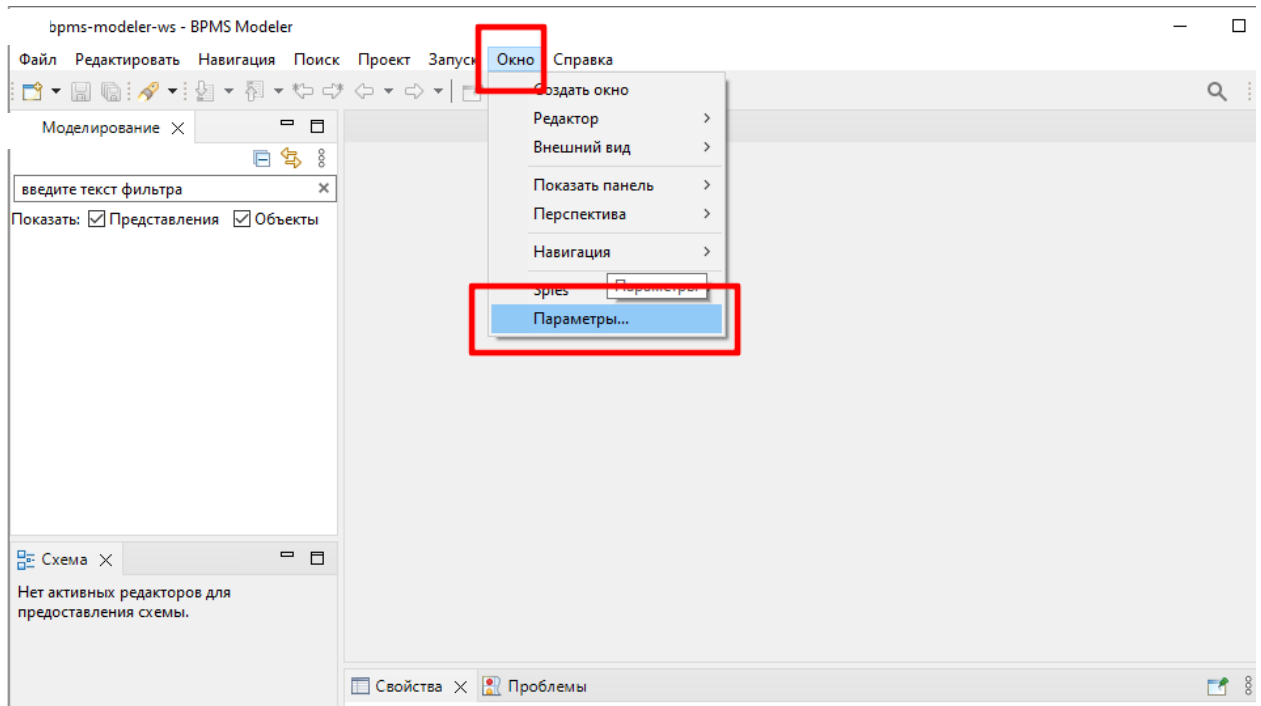 bpms-modeler-ws - BPMS Modeler
Файл Редактировать Навигация Поиск Проект Запуск Окно Справка
Создать окно
Редактор
Внешний вид
Показать панель
Перспектива
Навигация
Spies
Параметры
Параметры...
Моделирование
введите текст фильтра
Показать: Представления Объекты
Схема
Нет активных редакторов для
предоставления схемы.
Свойства Проблемы